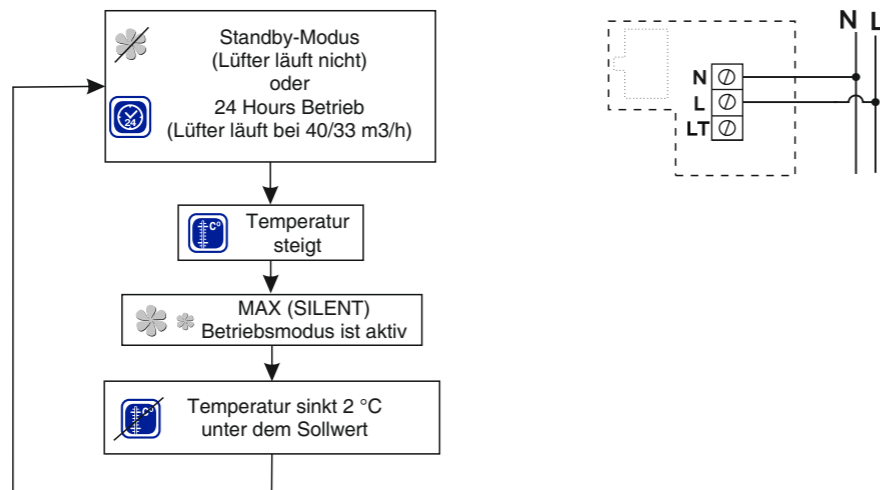 Standby-Modus
(Lüfter läuft nicht)
oder
24 Hours Betrieb
(Lüfter läuft bei 40/33 m3/h)
24
C°
Temperatur
steigt
MAX (SILENT)
Betriebsmodus ist aktiv
C°
Temperatur sinkt 2 °C
unter dem Sollwert
N L
N
L
LT